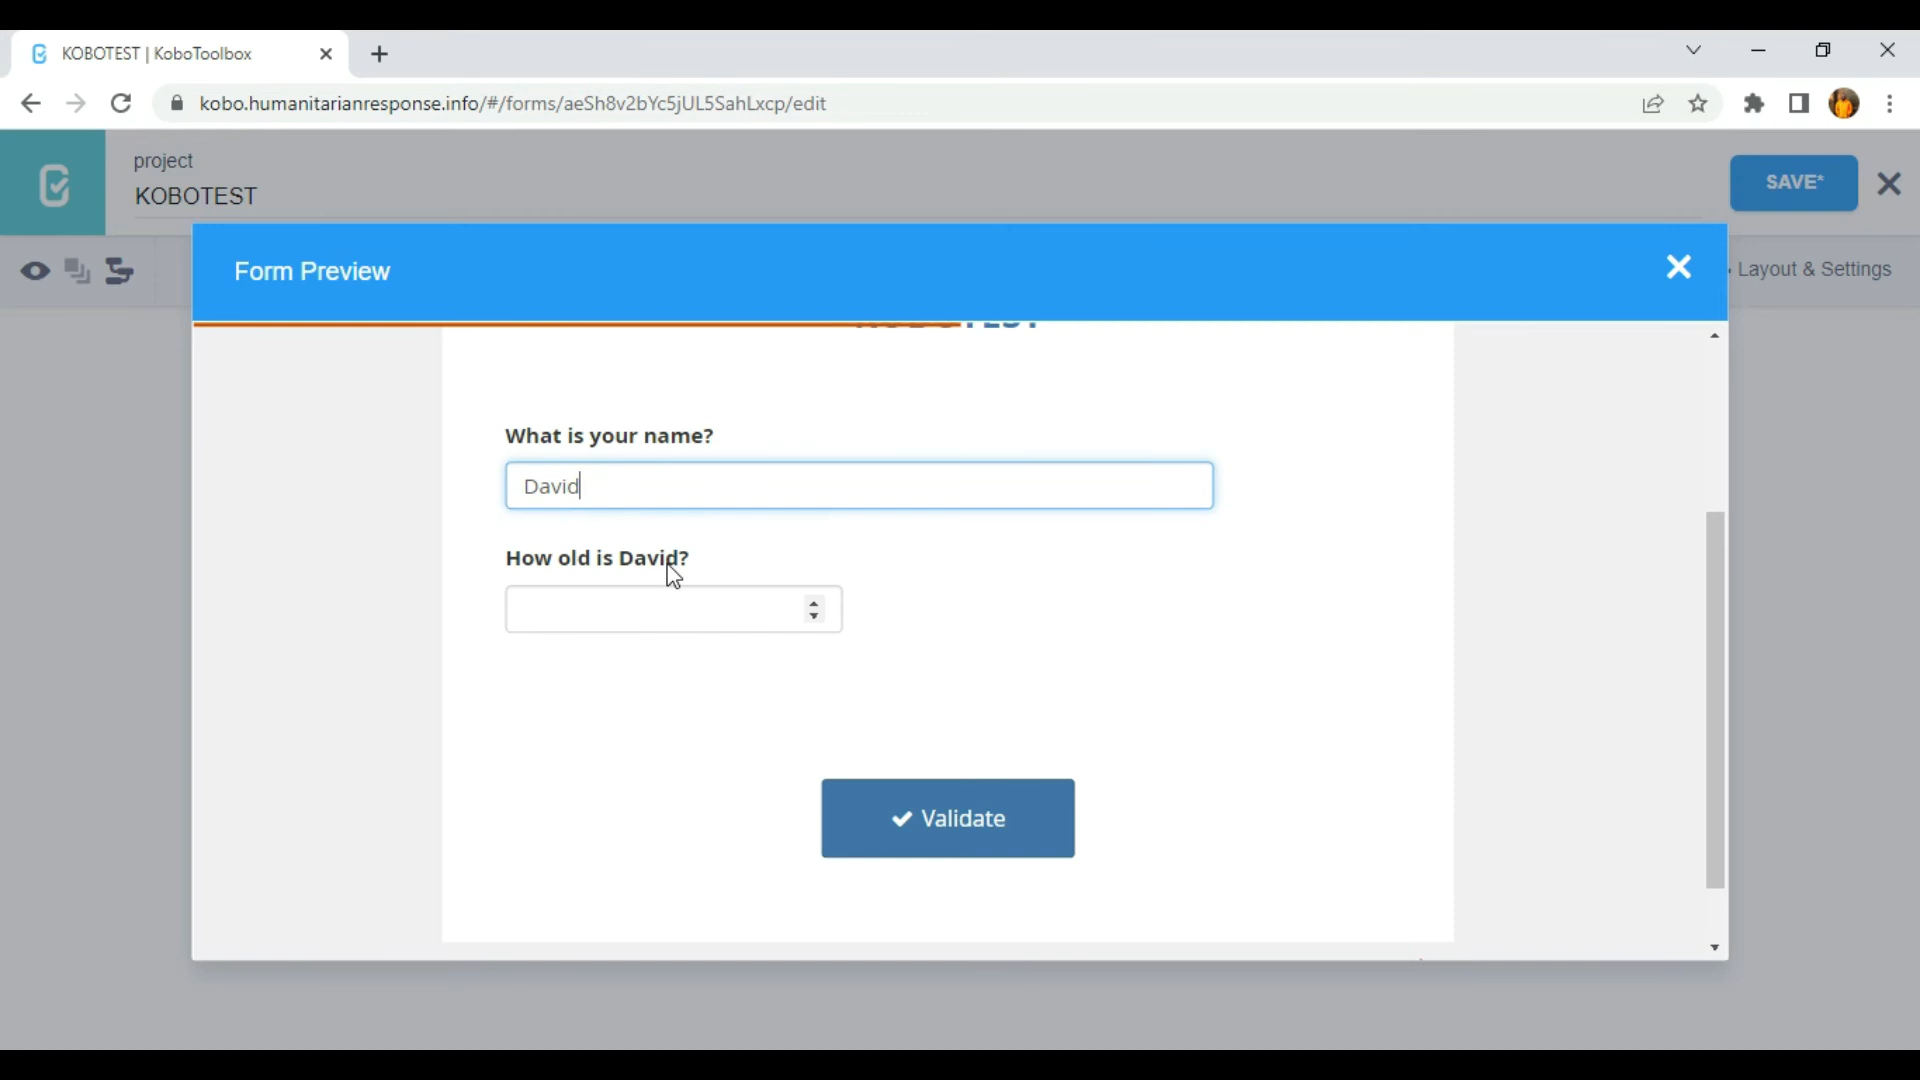 KOBOTEST | KoboToolbox
kobo.humanitarianresponse.info/#/forms/aeSh8v2bYc5jUL5SahLxcp/edit
project
KOBOTEST
SAVE*
Form Preview
Layout & Settings
What is your name?
David
How old is David?
Validate